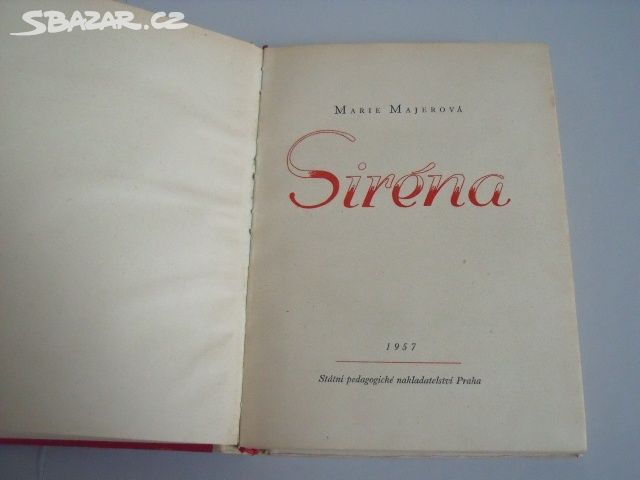 SBAZAR.CZ
MARIE MAJEROVÁ
Siréna
1957
Státní pedagogické nakladatelství Praha